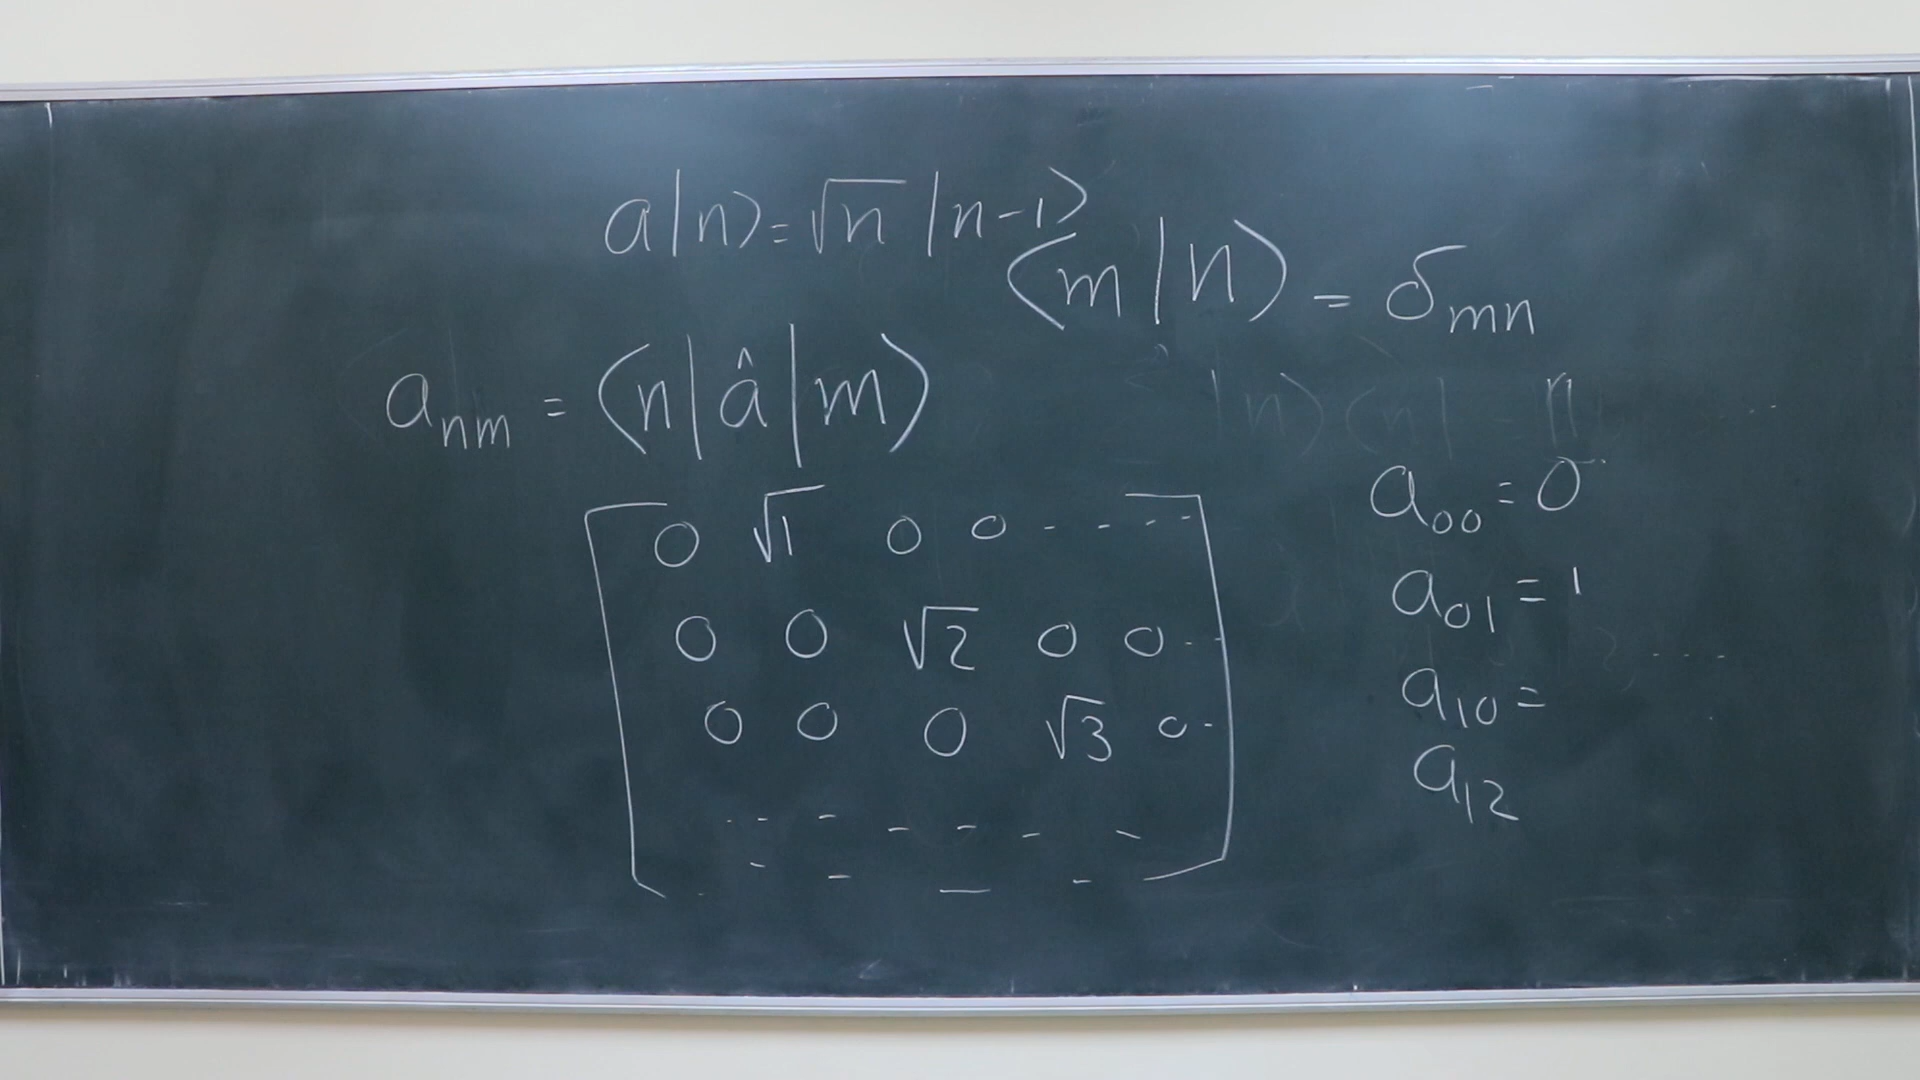 a|n⟩ = √n |n-1⟩
⟨m|n⟩ = δmn
anm = ⟨n|â|m⟩
|n⟩⟨n| =
0 √1 0 0 - - - -
0 0 √2 0 0 -
0 0 0 √3 0 -
a00 = 0
a01 = 1
a10 =
a12